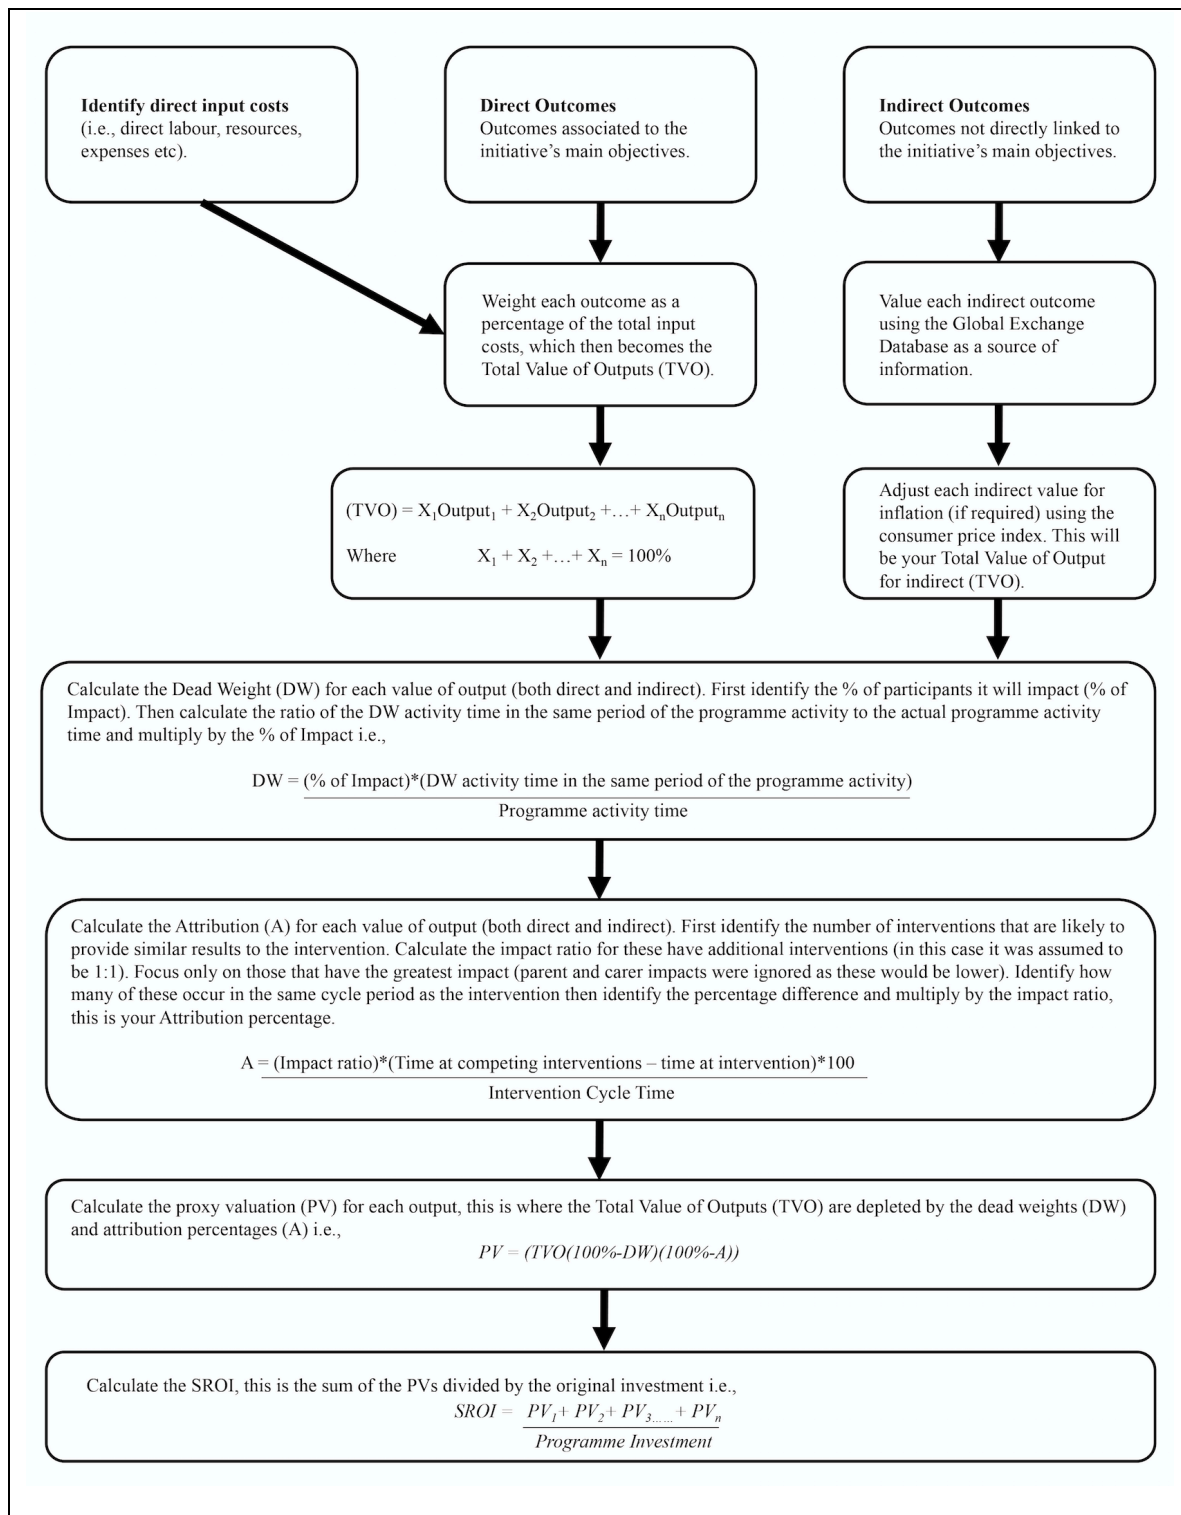 Identify direct input costs
(i.e., direct labour, resources,
expenses etc).
Direct Outcomes
Outcomes associated to the
initiative’s main objectives.
Indirect Outcomes
Outcomes not directly linked to
the initiative’s main objectives.
Weight each outcome as a
percentage of the total input
costs, which then becomes the
Total Value of Outputs (TVO).
Value each indirect outcome
using the Global Exchange
Database as a source of
information.
(TVO) = X₁Output₁ + X₂Output₂ +…+ XₙOutputₙ
Where X₁ + X₂ +…+ Xₙ = 100%
Adjust each indirect value for
inflation (if required) using the
consumer price index. This will
be your Total Value of Output
for indirect (TVO).
Calculate the Dead Weight (DW) for each value of output (both direct and indirect). First identify the % of participants it will impact (% of
Impact). Then calculate the ratio of the DW activity time in the same period of the programme activity to the actual programme activity
time and multiply by the % of Impact i.e.,
DW = (% of Impact)*(DW activity time in the same period of the programme activity)
Programme activity time
Calculate the Attribution (A) for each value of output (both direct and indirect). First identify the number of interventions that are likely to
provide similar results to the intervention. Calculate the impact ratio for these have additional interventions (in this case it was assumed to
be 1:1). Focus only on those that have the greatest impact (parent and carer impacts were ignored as these would be lower). Identify how
many of these occur in the same cycle period as the intervention then identify the percentage difference and multiply by the impact ratio,
this is your Attribution percentage.
A = (Impact ratio)*(Time at competing interventions – time at intervention)*100
Intervention Cycle Time
Calculate the proxy valuation (PV) for each output, this is where the Total Value of Outputs (TVO) are depleted by the dead weights (DW)
and attribution percentages (A) i.e.,
PV = (TVO(100%-DW)(100%-A))
Calculate the SROI, this is the sum of the PVs divided by the original investment i.e.,
SROI = PV₁+ PV₂+ PV₃...... + PVₙ
Programme Investment